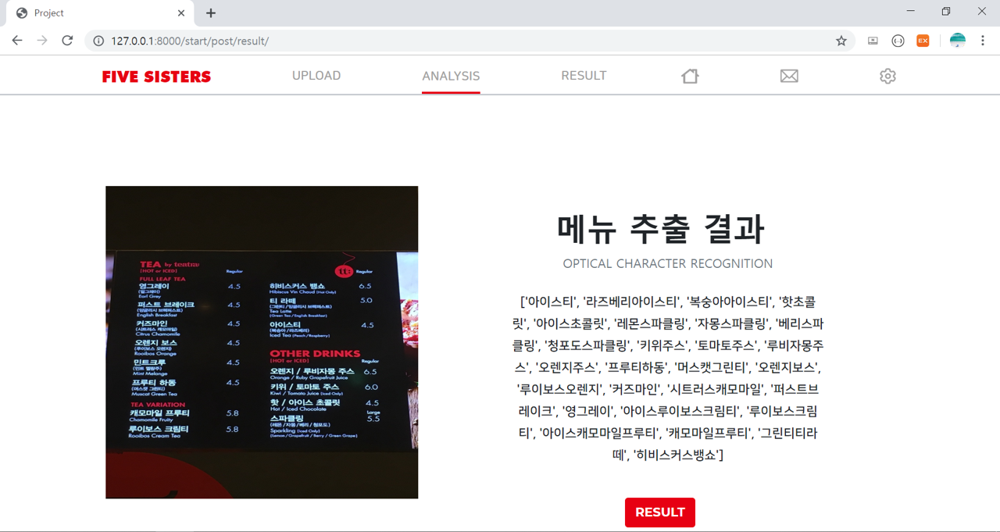 Project
127.0.0.1:8000/start/post/result/
EX
FIVE SISTERS
UPLOAD
ANALYSIS
RESULT
TEA by teatra:
[HOT or ICED]
Regular
FULL LEAF TEA
영그레이 4.5
(얼그레이)
Earl Grey
퍼스트 브레이크 4.5
(잉글리시 브랙퍼스트)
English Breakfast
커즈마인 4.5
(시트러스 캐모마일)
Citrus Chamomile
오렌지 보스 4.5
(루이보스 오렌지)
Rooibos Orange
민트크루 4.5
(민트 멜랑주)
Mint Melange
프루티 하동 4.5
(머스캣 그린티)
Muscat Green Tea
TEA VARIATION
캐모마일 프루티 5.8
Chamomile Fruity
루이보스 크림티 5.8
Rooibos Cream Tea
tt:
Regular
히비스커스 뱅쇼 6.5
Hibiscus Vin Chaud (Hot Only)
티 라떼 5.0
(그린티/잉글리시 브랙퍼스트)
Tea Latte
(Green Tea / English Breakfast)
아이스티 4.5
(복숭아/라즈베리)
Iced Tea (Peach / Raspberry)
OTHER DRINKS
[HOT or ICED]
Regular
오렌지 / 루비자몽 주스 6.5
Orange / Ruby Grapefruit Juice
키위 / 토마토 주스 6.0
Kiwi / Tomato Juice (Iced Only)
핫 / 아이스 초콜릿 4.5
Hot / Iced Chocolate
Large
스파클링 5.5
(레몬/자몽/베리/청포도)
Sparkling (Iced Only)
(Lemon / Grapefruit / Berry / Green Grape)
메뉴 추출 결과
OPTICAL CHARACTER RECOGNITION
['아이스티', '라즈베리아이스티', '복숭아아이스티', '핫초콜
릿', '아이스초콜릿', '레몬스파클링', '자몽스파클링', '베리스파
클링', '청포도스파클링', '키위주스', '토마토주스', '루비자몽주
스', '오렌지주스', '프루티하동', '머스캣그린티', '오렌지보스',
'루이보스오렌지', '커즈마인', '시트러스캐모마일', '퍼스트브
레이크', '영그레이', '아이스루이보스크림티', '루이보스크림
티', '아이스캐모마일프루티', '캐모마일프루티', '그린티티라
떼', '히비스커스뱅쇼']
RESULT